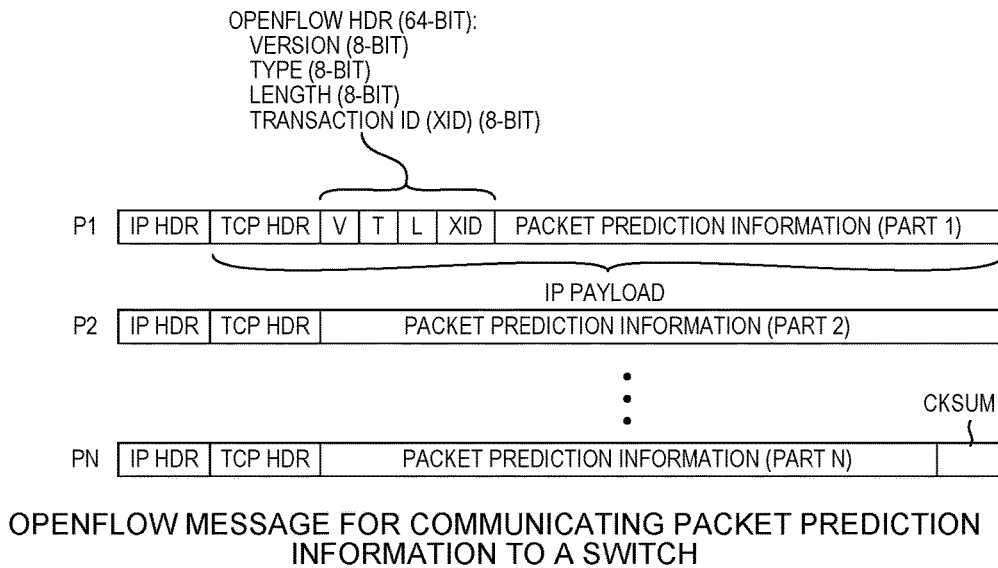 OPENFLOW HDR (64-BIT):
VERSION (8-BIT)
TYPE (8-BIT)
LENGTH (8-BIT)
TRANSACTION ID (XID) (8-BIT)
P1 IP HDR TCP HDR V T L XID PACKET PREDICTION INFORMATION (PART 1)
IP PAYLOAD
P2 IP HDR TCP HDR PACKET PREDICTION INFORMATION (PART 2)
CKSUM
PN IP HDR TCP HDR PACKET PREDICTION INFORMATION (PART N)
OPENFLOW MESSAGE FOR COMMUNICATING PACKET PREDICTION
INFORMATION TO A SWITCH